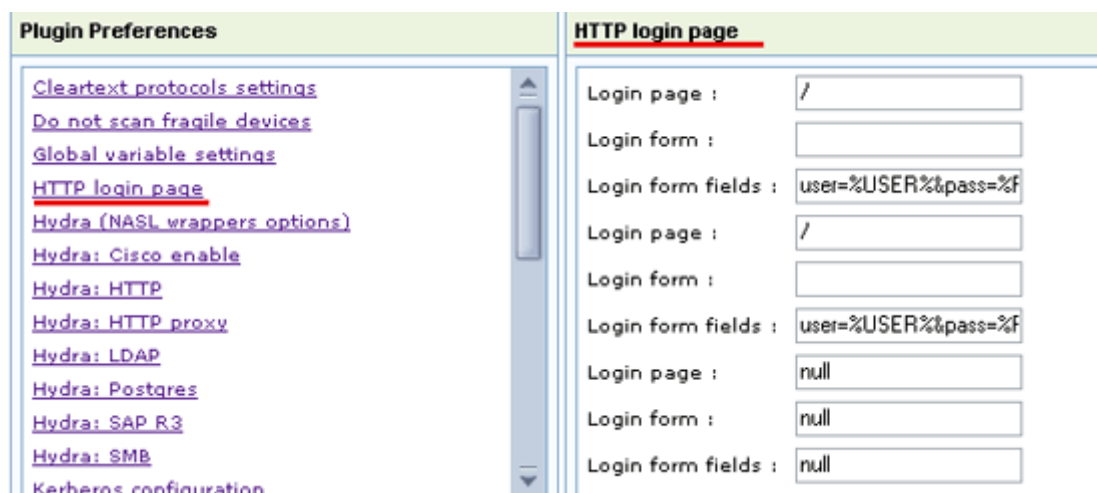 Plugin Preferences
Cleartext protocols settings
Do not scan fragile devices
Global variable settings
HTTP login page
Hydra (NASL wrappers options)
Hydra: Cisco enable
Hydra: HTTP
Hydra: HTTP proxy
Hydra: LDAP
Hydra: Postgres
Hydra: SAP R3
Hydra: SMB
Kerberos configuration
HTTP login page
Login page : /
Login form :
Login form fields : user=%USER%&pass=%F
Login page : /
Login form :
Login form fields : user=%USER%&pass=%F
Login page : null
Login form : null
Login form fields : null